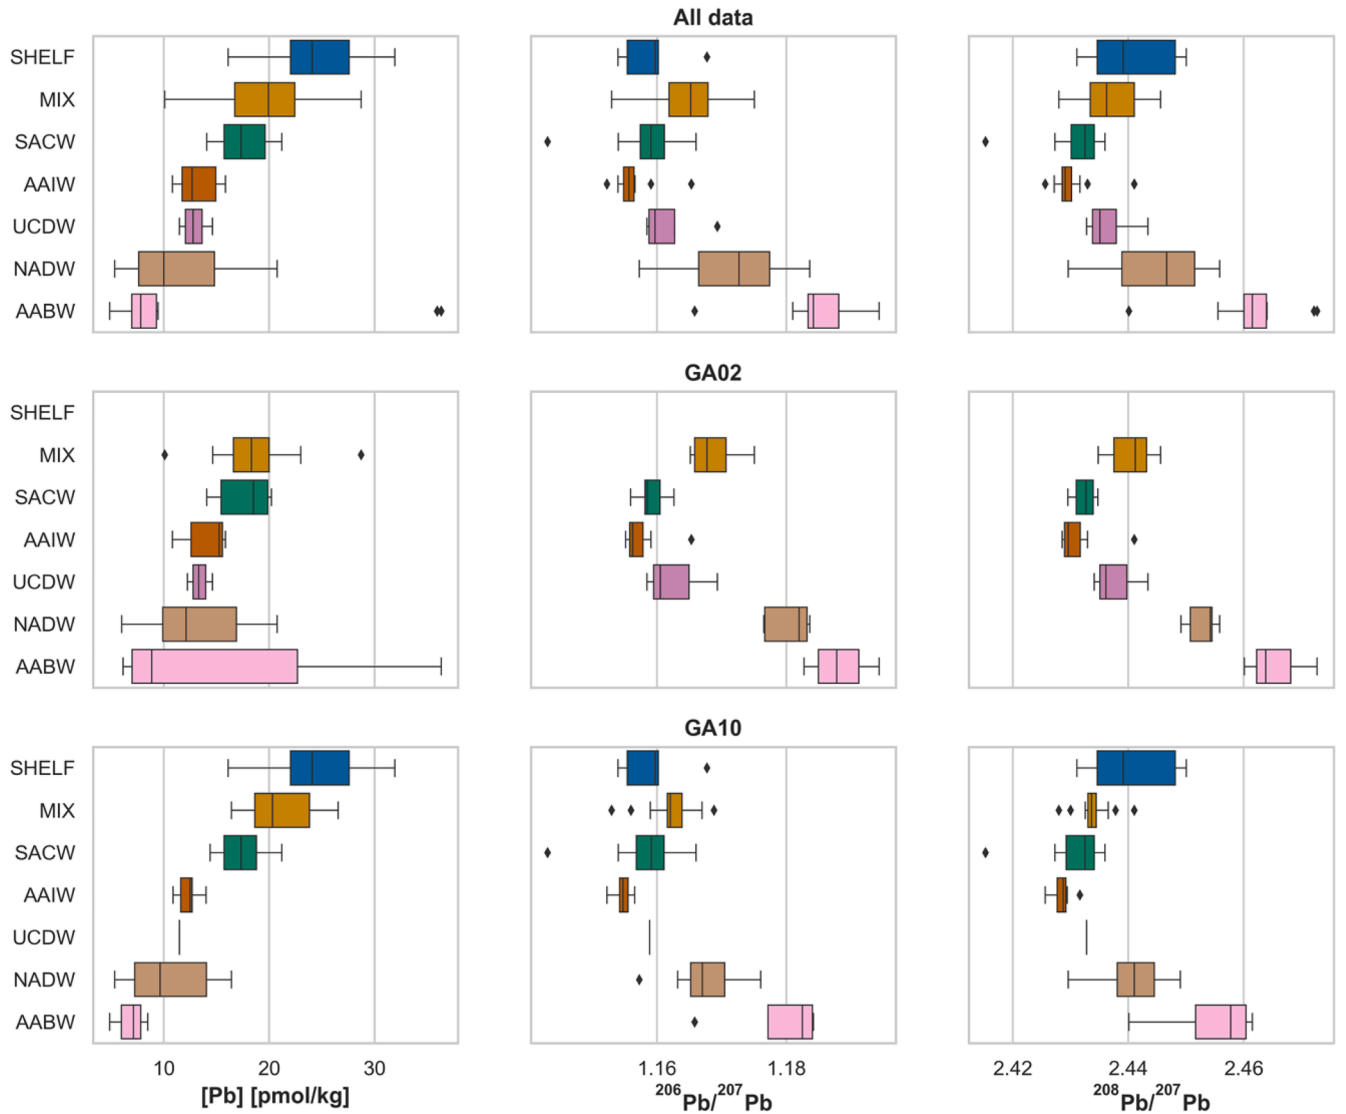 All data
SHELF
MIX
SACW
AAIW
UCDW
NADW
AABW
GA02
SHELF
MIX
SACW
AAIW
UCDW
NADW
AABW
GA10
SHELF
MIX
SACW
AAIW
UCDW
NADW
AABW
10 20 30 1.16 1.18 2.42 2.44 2.46
[Pb] [pmol/kg] ²⁰⁶Pb/²⁰⁷Pb ²⁰⁸Pb/²⁰⁷Pb